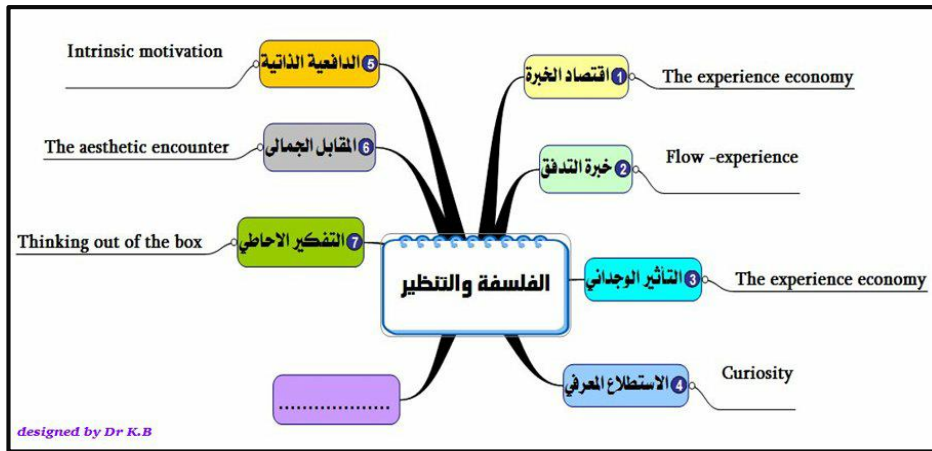 الفلسفة والتنظير
1 اقتصاد الخبرة
The experience economy
2 خبرة التدفق
Flow -experience
3 التأثير الوجداني
The experience economy
4 الاستطلاع المعرفي
Curiosity
5 الدافعية الذاتية
Intrinsic motivation
6 المقابل الجمالى
The aesthetic encounter
7 التفكير الاحاطي
Thinking out of the box
...................
designed by Dr K.B